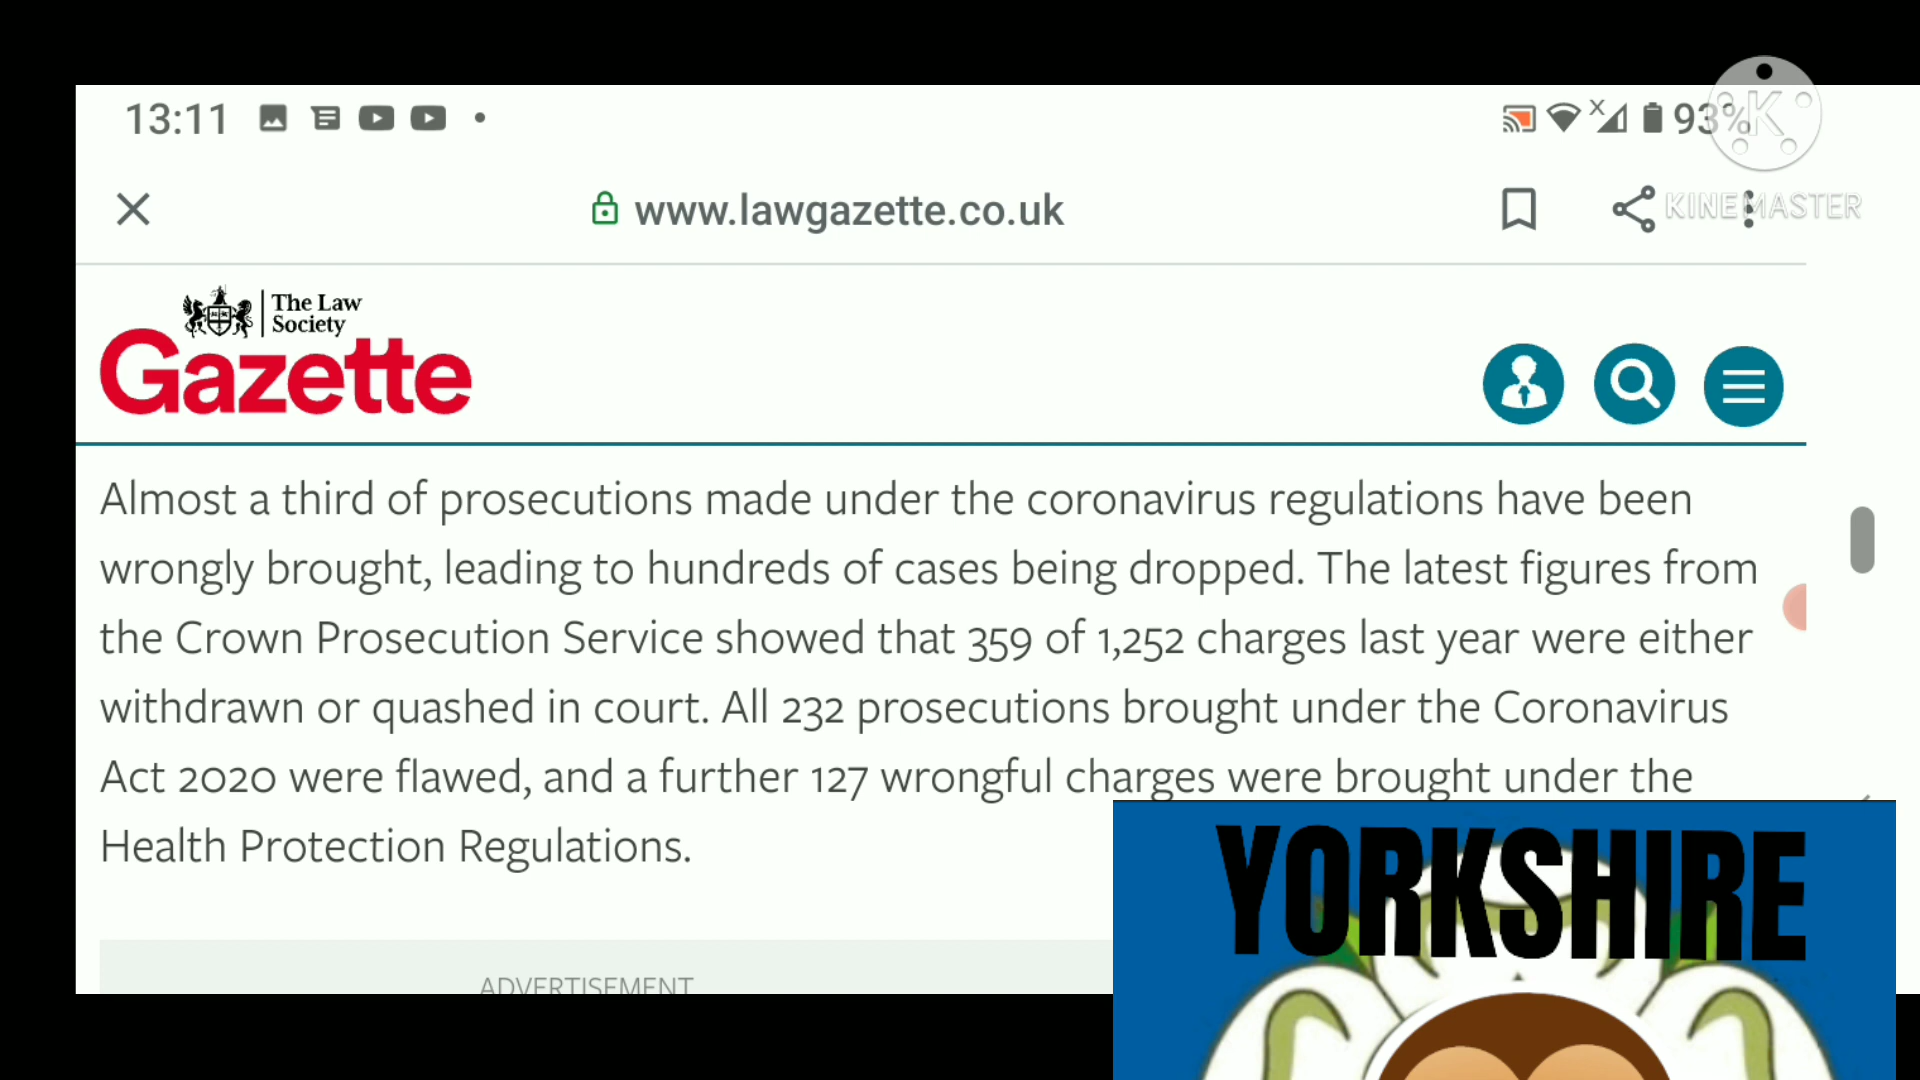 13:11
93%
K
www.lawgazette.co.uk
KINEMASTER
The Law
Society
Gazette
Almost a third of prosecutions made under the coronavirus regulations have been
wrongly brought, leading to hundreds of cases being dropped. The latest figures from
the Crown Prosecution Service showed that 359 of 1,252 charges last year were either
withdrawn or quashed in court. All 232 prosecutions brought under the Coronavirus
Act 2020 were flawed, and a further 127 wrongful charges were brought under the
Health Protection Regulations.
ADVERTISEMENT
YORKSHIRE